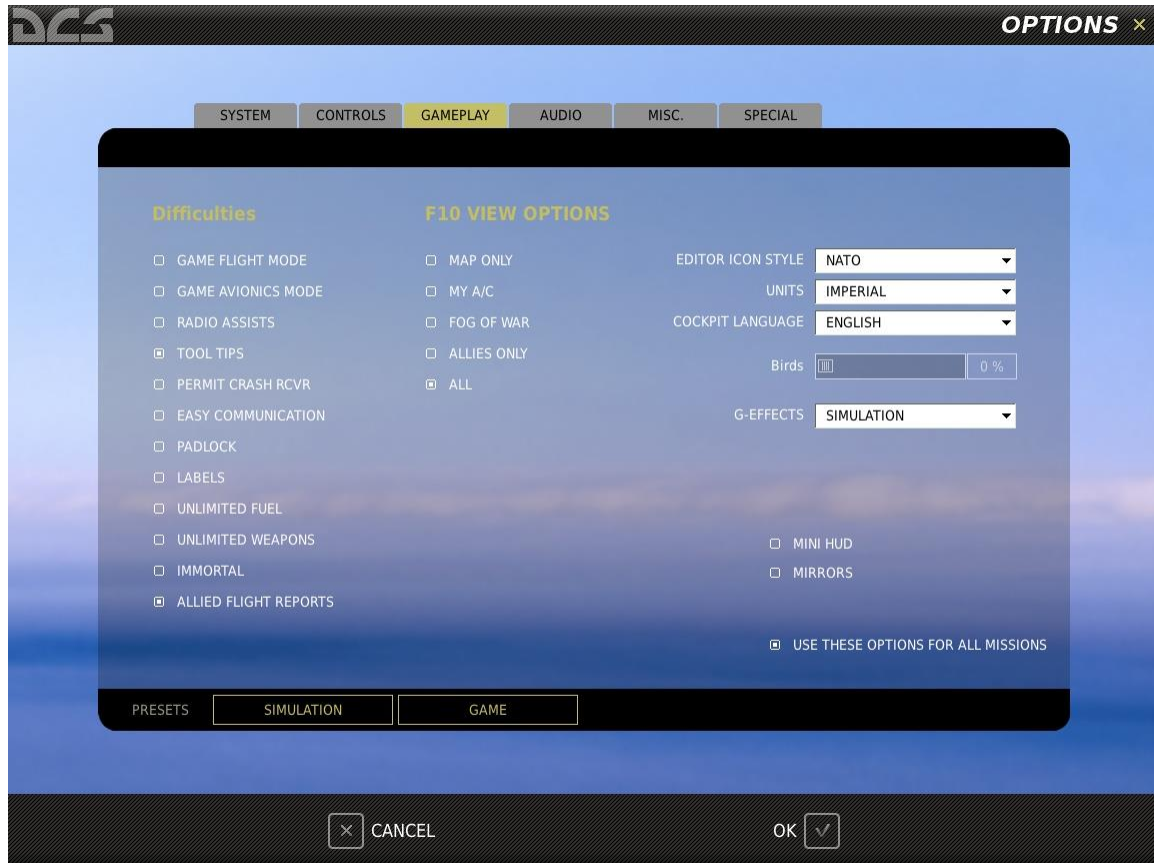 DCS
OPTIONS
SYSTEM CONTROLS GAMEPLAY AUDIO MISC. SPECIAL
Difficulties
GAME FLIGHT MODE
GAME AVIONICS MODE
RADIO ASSISTS
TOOL TIPS
PERMIT CRASH RCVR
EASY COMMUNICATION
PADLOCK
LABELS
UNLIMITED FUEL
UNLIMITED WEAPONS
IMMORTAL
ALLIED FLIGHT REPORTS
F10 VIEW OPTIONS
MAP ONLY
MY A/C
FOG OF WAR
ALLIES ONLY
ALL
EDITOR ICON STYLE NATO
UNITS IMPERIAL
COCKPIT LANGUAGE ENGLISH
Birds 0 %
G-EFFECTS SIMULATION
MINI HUD
MIRRORS
USE THESE OPTIONS FOR ALL MISSIONS
PRESETS SIMULATION GAME
CANCEL OK